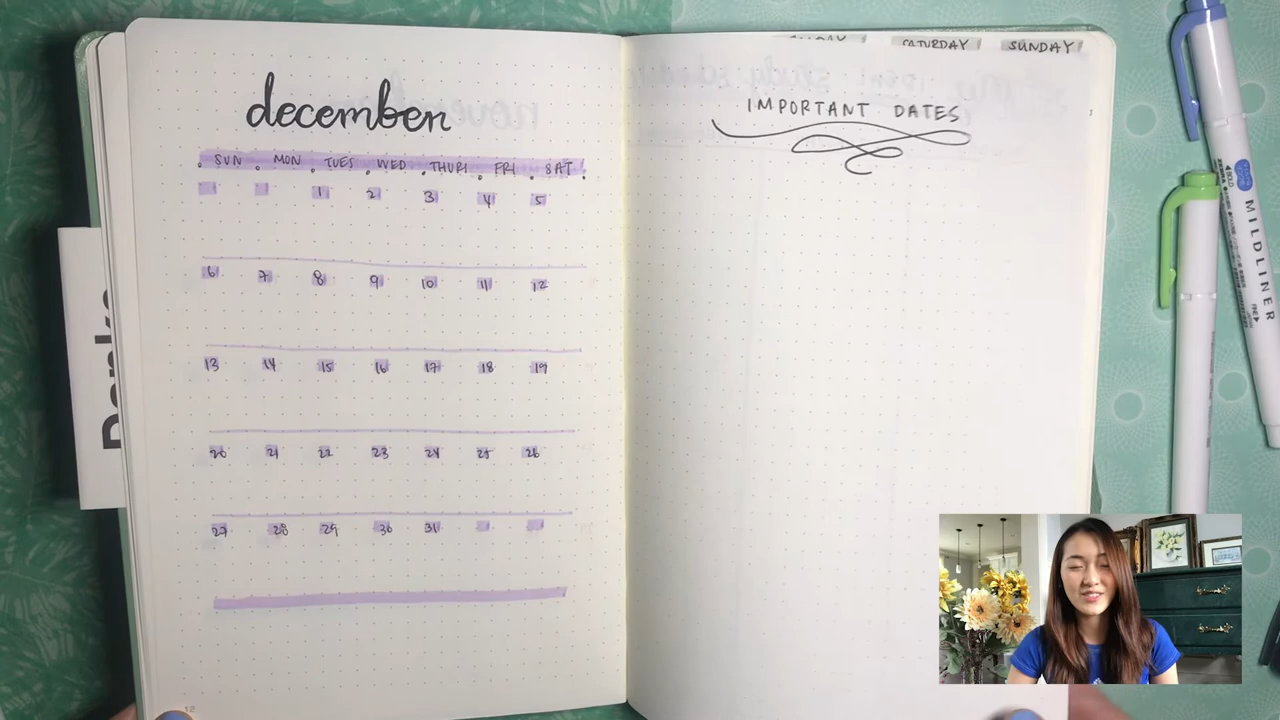 december
SUN MON TUES WED THURS FRI SAT
1 2 3 4 5
6 7 8 9 10 11 12
13 14 15 16 17 18 19
20 21 22 23 24 25 26
27 28 29 30 31
12
SATURDAY SUNDAY
IMPORTANT DATES
MILDLINER